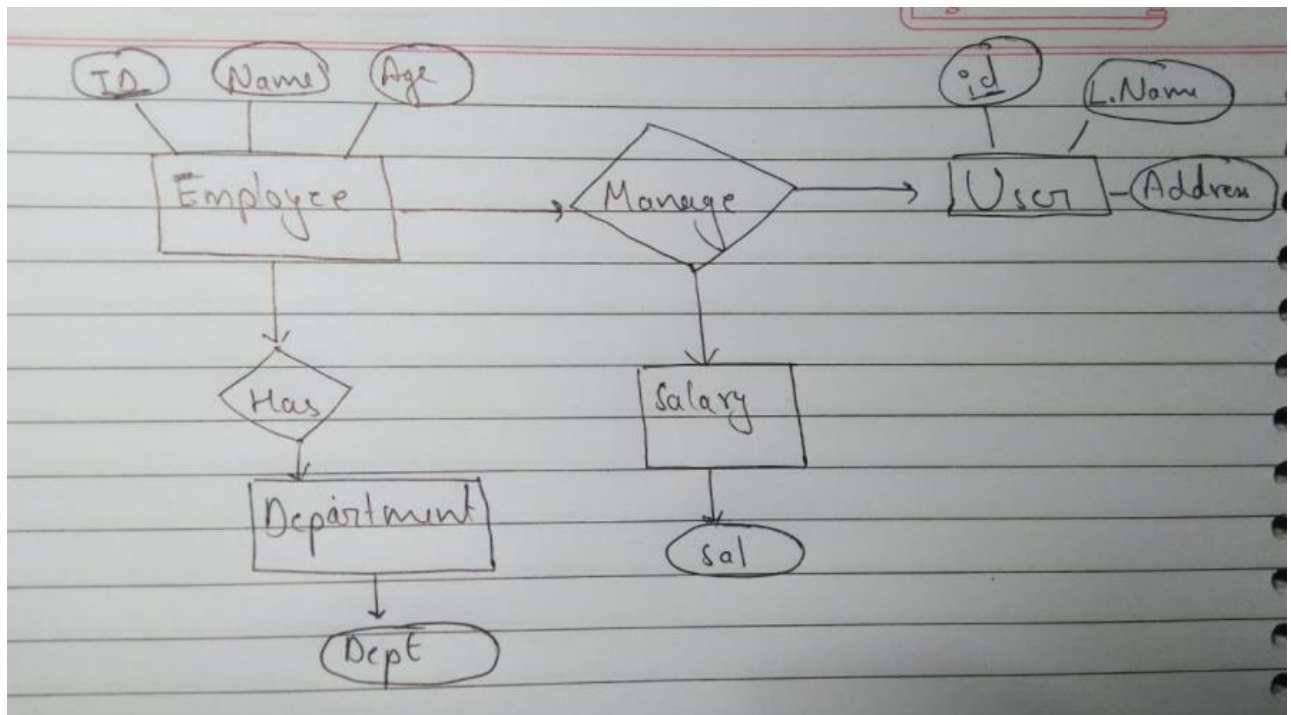 ID Name Age id L.Name
Employee Manage User Address
Has Salary
Department sal
Dept